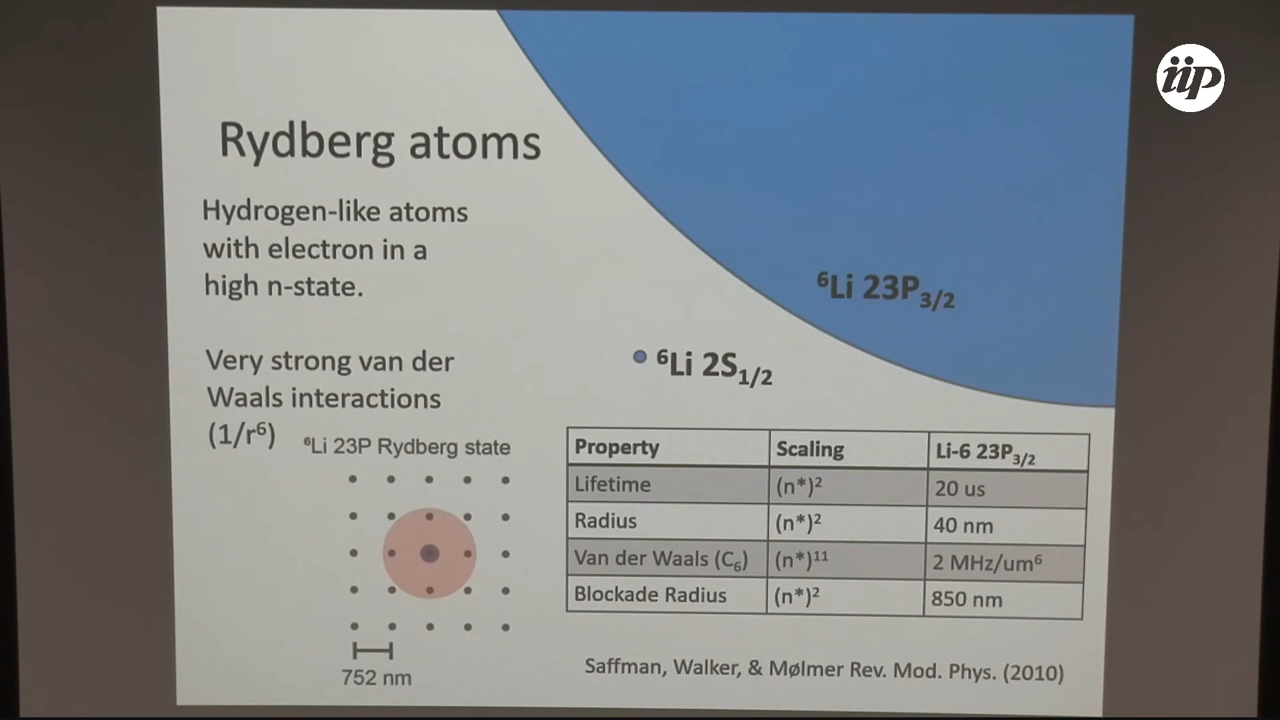 iip
Rydberg atoms
Hydrogen-like atoms
with electron in a
high n-state.
Very strong van der
Waals interactions
(1/r⁶)
⁶Li 23P₃/₂
⁶Li 2S₁/₂
⁶Li 23P Rydberg state
752 nm
Property Scaling Li-6 23P₃/₂
Lifetime (n*)² 20 us
Radius (n*)² 40 nm
Van der Waals (C₆) (n*)¹¹ 2 MHz/um⁶
Blockade Radius (n*)² 850 nm
Saffman, Walker, & Mølmer Rev. Mod. Phys. (2010)